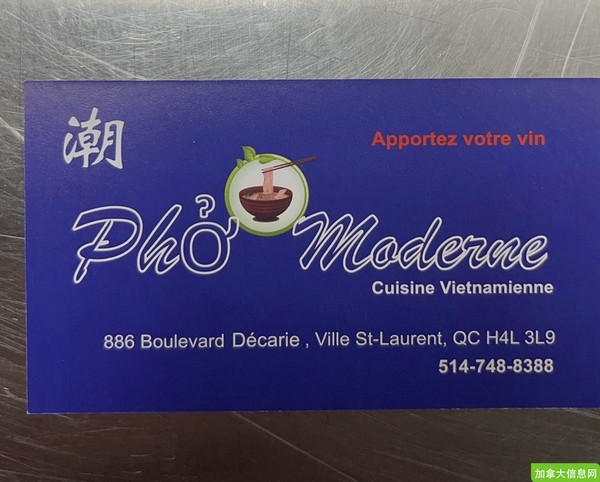 潮
Apportez votre vin
Phở Moderne
Cuisine Vietnamienne
886 Boulevard Décarie , Ville St-Laurent, QC H4L 3L9
514-748-8388
加拿大信息网